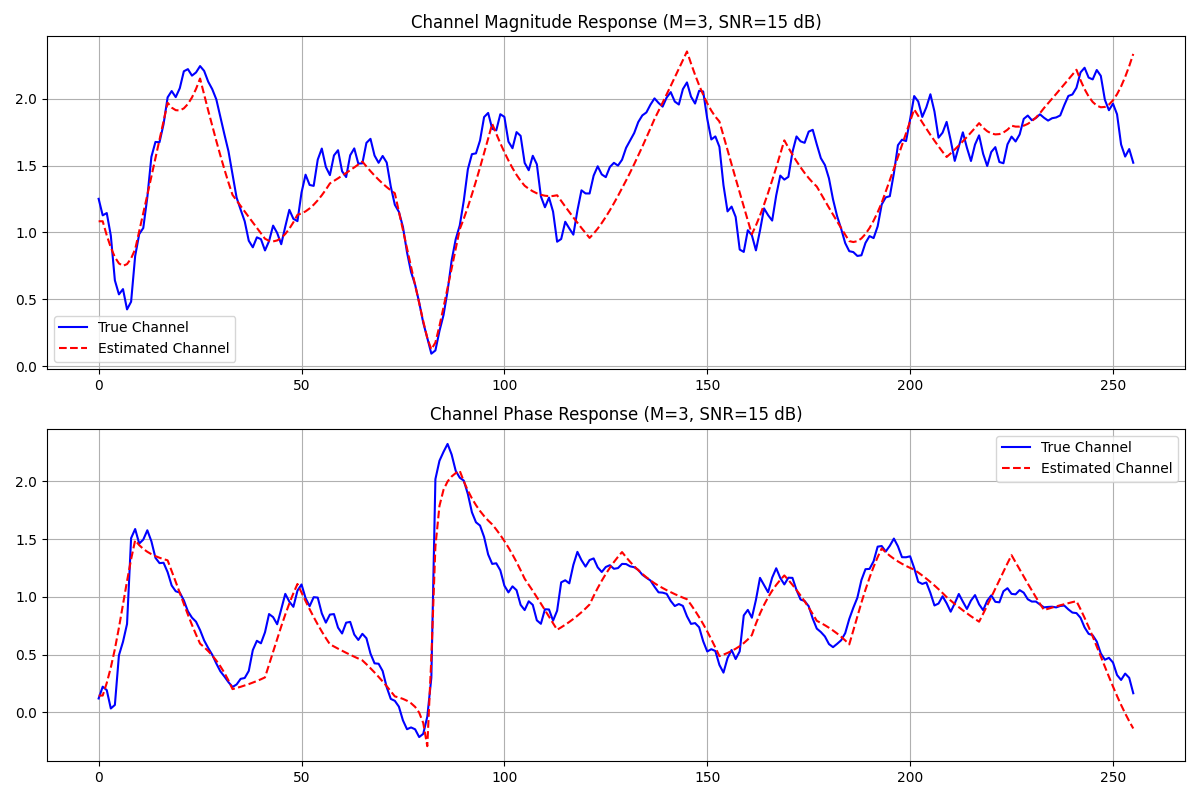 Channel Magnitude Response (M=3, SNR=15 dB)
2.0
1.5
1.0
0.5
0.0
True Channel
Estimated Channel
0 50 100 150 200 250
Channel Phase Response (M=3, SNR=15 dB)
True Channel
Estimated Channel
2.0
1.5
1.0
0.5
0.0
0 50 100 150 200 250